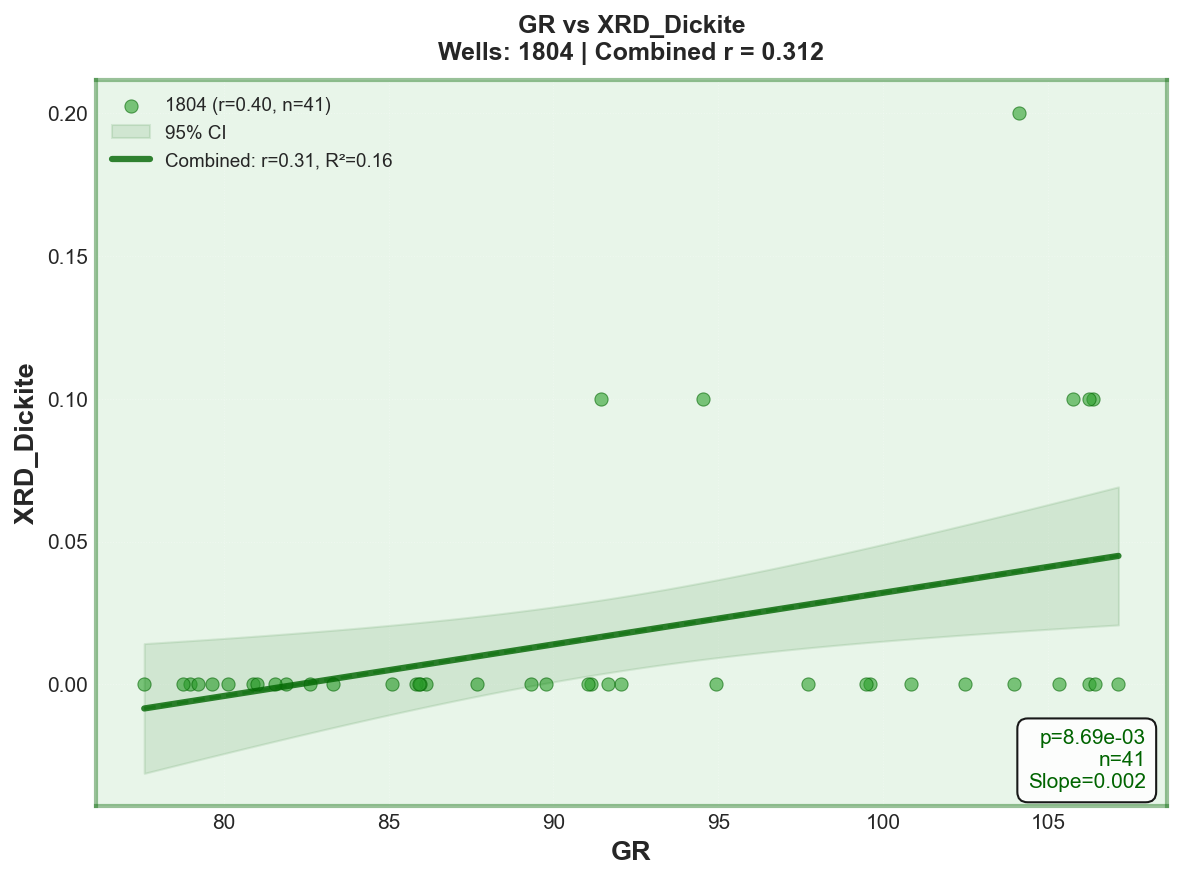 GR vs XRD_Dickite
Wells: 1804 | Combined r = 0.312
1804 (r=0.40, n=41)
95% CI
Combined: r=0.31, R²=0.16
0.20
0.15
0.10
0.05
0.00
XRD_Dickite
p=8.69e-03
n=41
Slope=0.002
80
85
90
95
100
105
GR